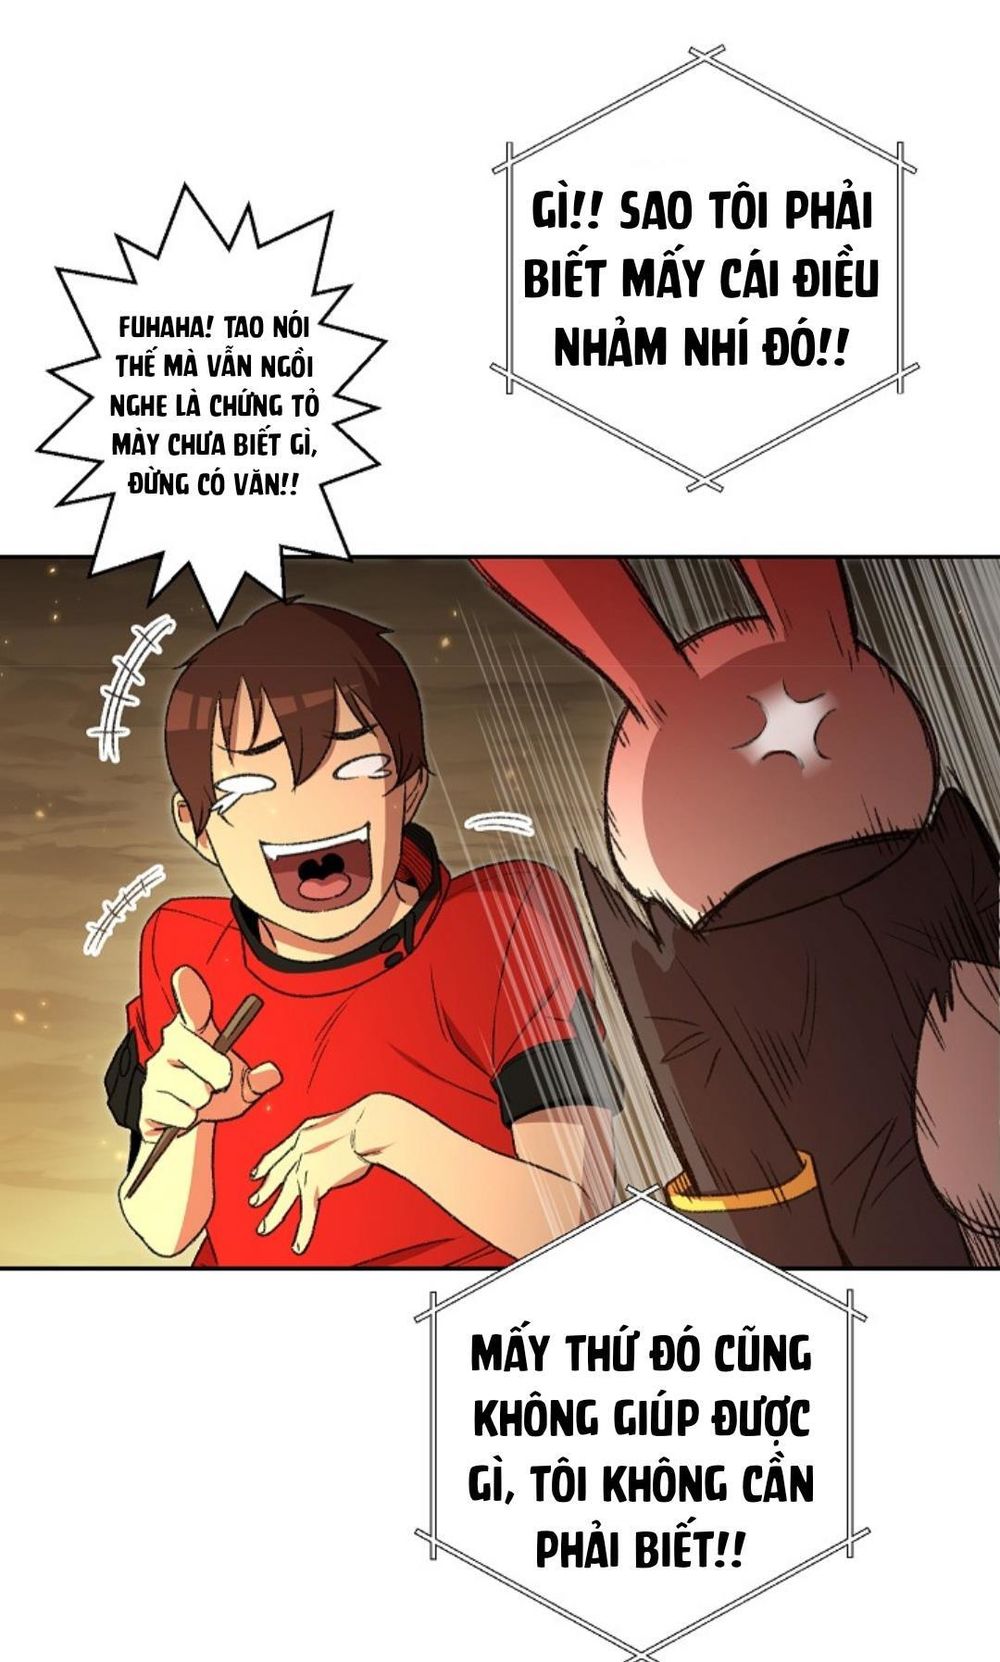 GÌ!! SAO TÔI PHẢI
BIẾT MẤY CÁI ĐIỀU
NHẢM NHÍ ĐÓ!!
FUHAHA! TAO NÓI
THẾ MÀ VẪN NGỒI
NGHE LÀ CHỨNG TỎ
MÀY CHƯA BIẾT GÌ,
ĐỪNG CÓ VĂN!!
MẤY THỨ ĐÓ CŨNG
KHÔNG GIÚP ĐƯỢC
GÌ, TÔI KHÔNG CẦN
PHẢI BIẾT!!